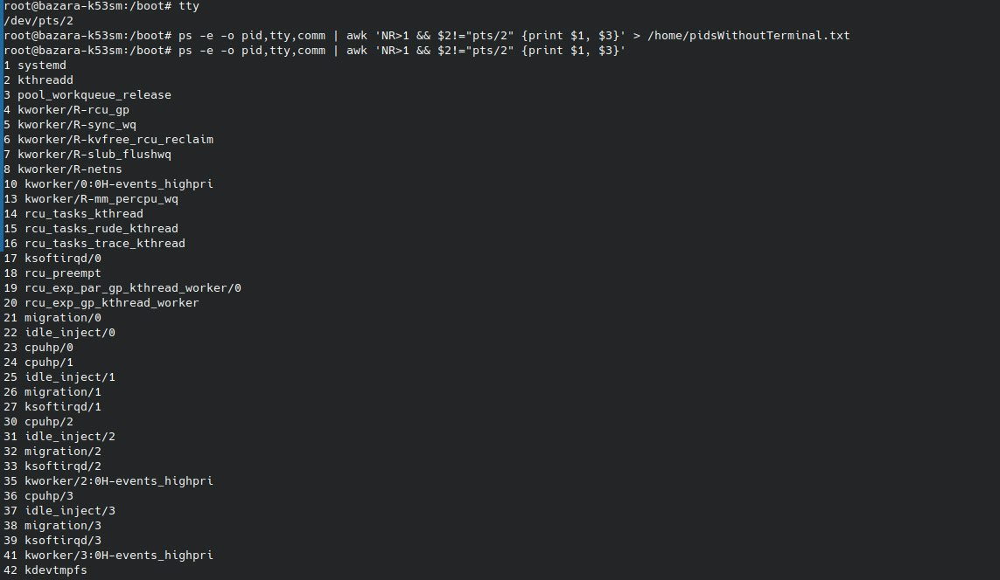 root@bazara-k53sm:/boot# tty
/dev/pts/2
root@bazara-k53sm:/boot# ps -e -o pid,tty,comm | awk 'NR>1 && $2!="pts/2" {print $1, $3}' > /home/pidsWithoutTerminal.txt
root@bazara-k53sm:/boot# ps -e -o pid,tty,comm | awk 'NR>1 && $2!="pts/2" {print $1, $3}'
1 systemd
2 kthreadd
3 pool_workqueue_release
4 kworker/R-rcu_gp
5 kworker/R-sync_wq
6 kworker/R-kvfree_rcu_reclaim
7 kworker/R-slub_flushwq
8 kworker/R-netns
10 kworker/0:0H-events_highpri
13 kworker/R-mm_percpu_wq
14 rcu_tasks_kthread
15 rcu_tasks_rude_kthread
16 rcu_tasks_trace_kthread
17 ksoftirqd/0
18 rcu_preempt
19 rcu_exp_par_gp_kthread_worker/0
20 rcu_exp_gp_kthread_worker
21 migration/0
22 idle_inject/0
23 cpuhp/0
24 cpuhp/1
25 idle_inject/1
26 migration/1
27 ksoftirqd/1
30 cpuhp/2
31 idle_inject/2
32 migration/2
33 ksoftirqd/2
35 kworker/2:0H-events_highpri
36 cpuhp/3
37 idle_inject/3
38 migration/3
39 ksoftirqd/3
41 kworker/3:0H-events_highpri
42 kdevtmpfs